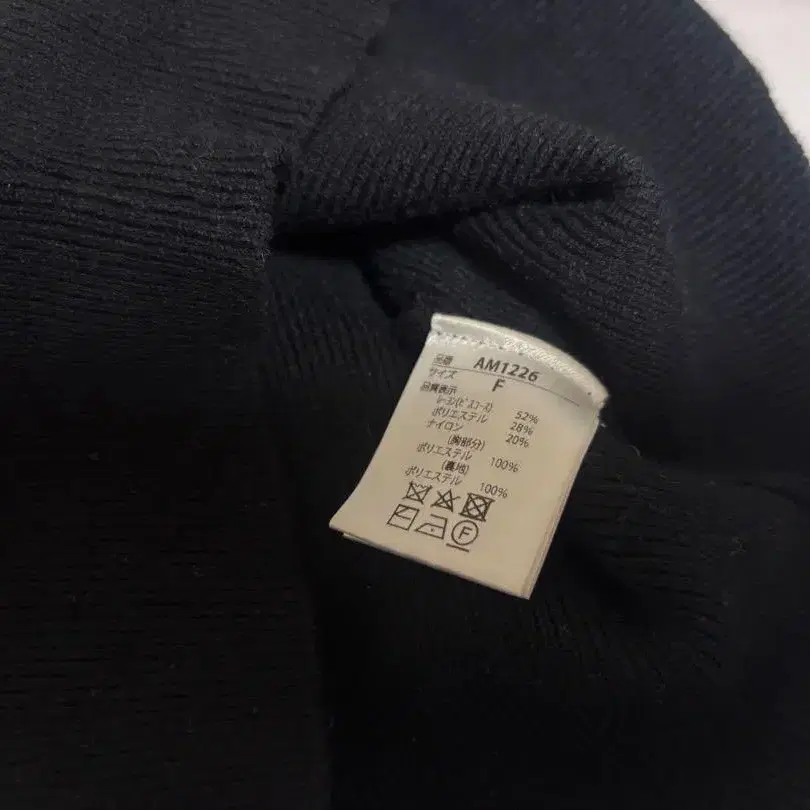 品番 AM1226
サイズ F
品質表示
レーヨン(ビスコース) 52%
ポリエステル 28%
ナイロン 20%
(胸部分)
ポリエステル 100%
(裏地)
ポリエステル 100%
F